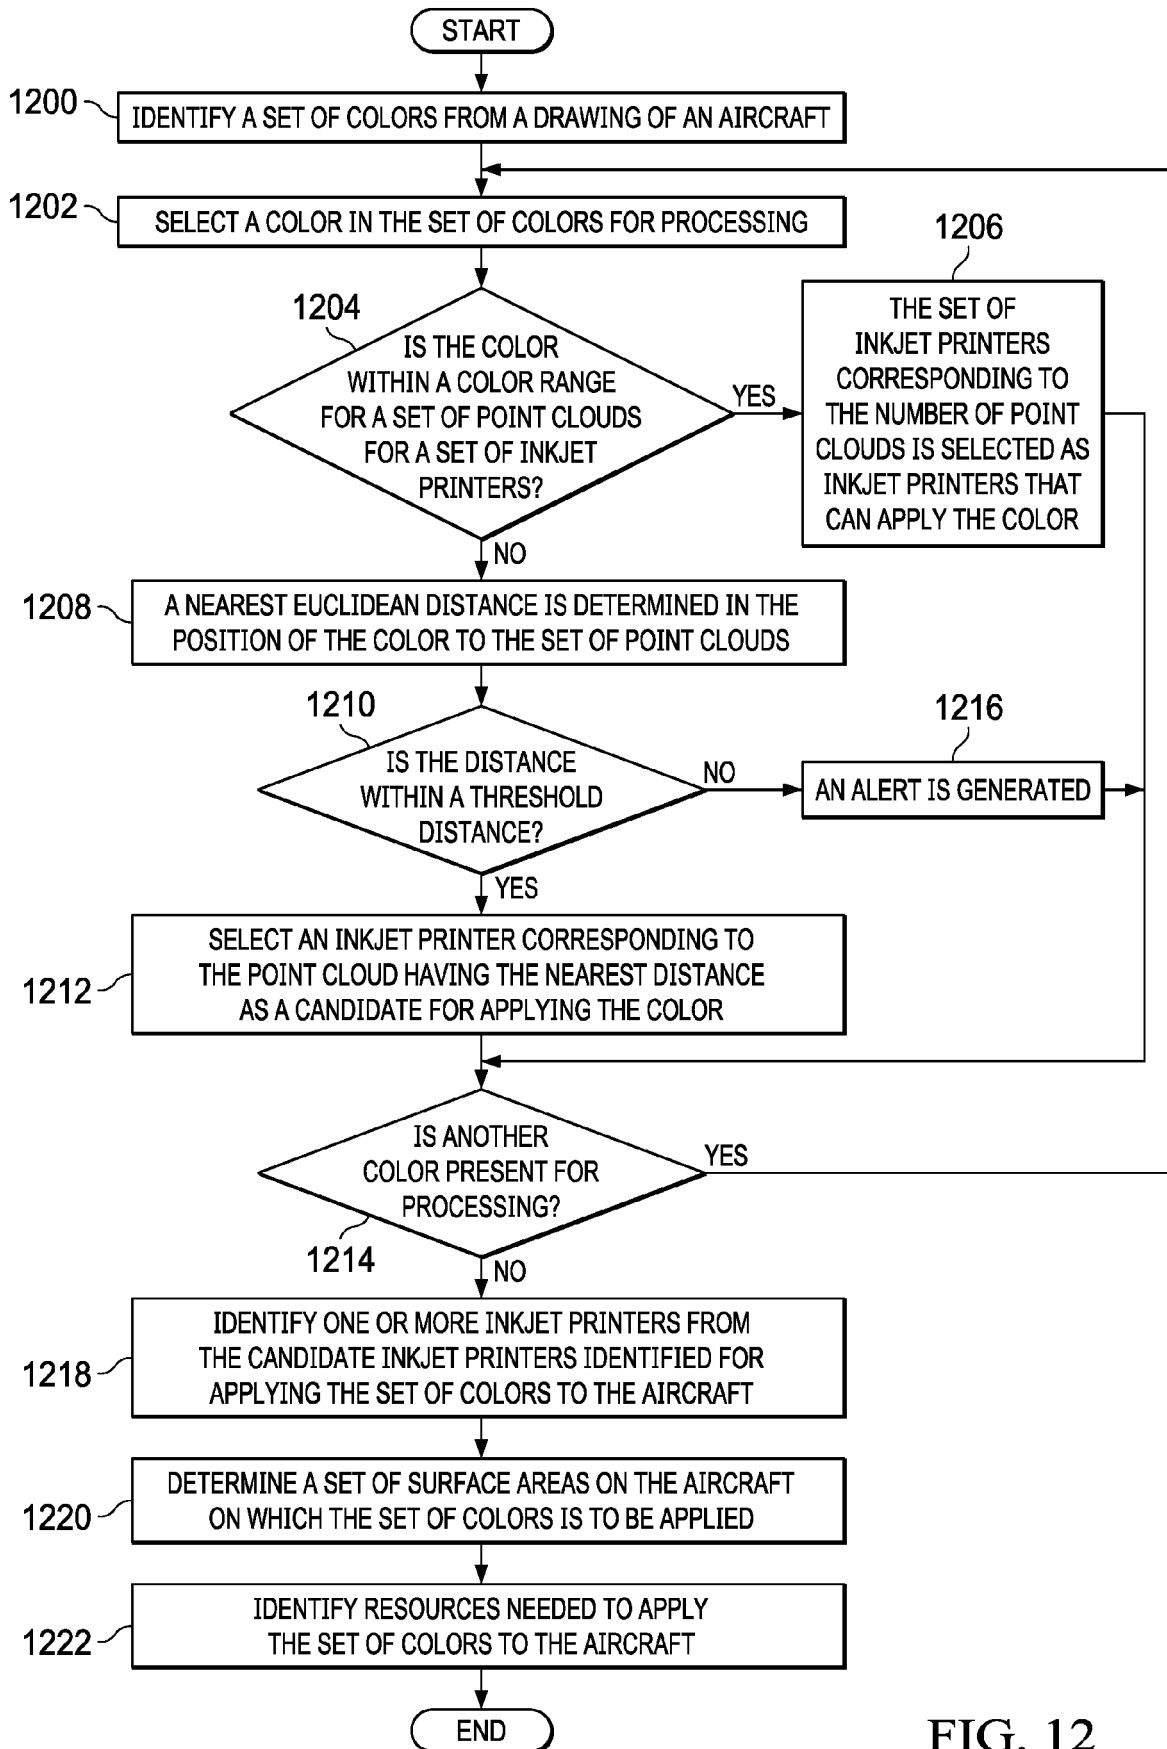 START
1200
IDENTIFY A SET OF COLORS FROM A DRAWING OF AN AIRCRAFT
1202
SELECT A COLOR IN THE SET OF COLORS FOR PROCESSING
1204
IS THE COLOR
WITHIN A COLOR RANGE
FOR A SET OF POINT CLOUDS
FOR A SET OF INKJET
PRINTERS?
YES
1206
THE SET OF
INKJET PRINTERS
CORRESPONDING TO
THE NUMBER OF POINT
CLOUDS IS SELECTED AS
INKJET PRINTERS THAT
CAN APPLY THE COLOR
NO
1208
A NEAREST EUCLIDEAN DISTANCE IS DETERMINED IN THE
POSITION OF THE COLOR TO THE SET OF POINT CLOUDS
1210
IS THE DISTANCE
WITHIN A THRESHOLD
DISTANCE?
NO
1216
AN ALERT IS GENERATED
YES
1212
SELECT AN INKJET PRINTER CORRESPONDING TO
THE POINT CLOUD HAVING THE NEAREST DISTANCE
AS A CANDIDATE FOR APPLYING THE COLOR
IS ANOTHER
COLOR PRESENT FOR
PROCESSING?
YES
1214
NO
1218
IDENTIFY ONE OR MORE INKJET PRINTERS FROM
THE CANDIDATE INKJET PRINTERS IDENTIFIED FOR
APPLYING THE SET OF COLORS TO THE AIRCRAFT
1220
DETERMINE A SET OF SURFACE AREAS ON THE AIRCRAFT
ON WHICH THE SET OF COLORS IS TO BE APPLIED
1222
IDENTIFY RESOURCES NEEDED TO APPLY
THE SET OF COLORS TO THE AIRCRAFT
END
FIG. 12